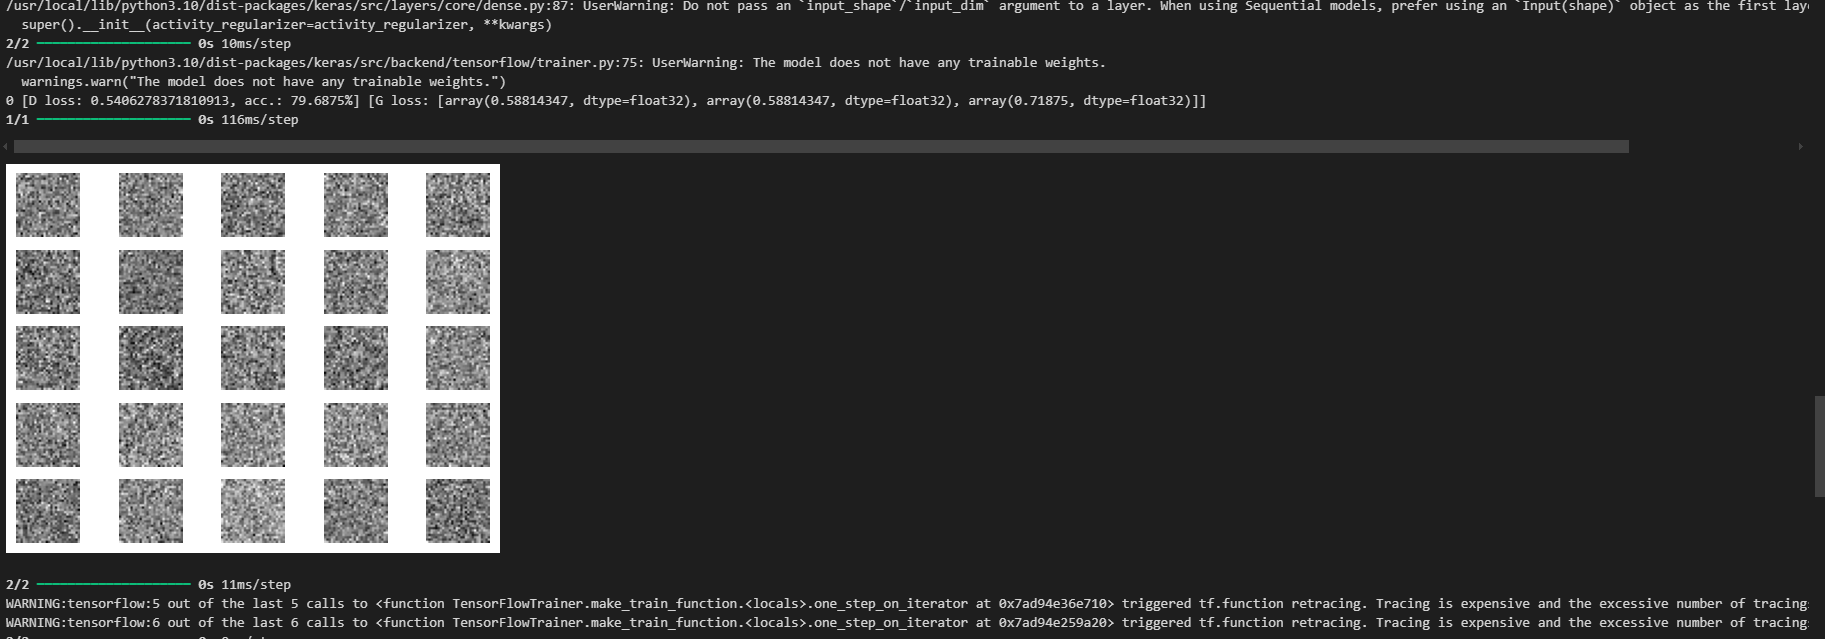 /usr/local/lib/python3.10/dist-packages/keras/src/layers/core/dense.py:87: UserWarning: Do not pass an `input_shape`/`input_dim` argument to a layer. When using Sequential models, prefer using an `Input(shape)` object as the first
super().__init__(activity_regularizer=activity_regularizer, **kwargs)
2/2 ━━━━━━━━━━━━━━━━━━━━ 0s 10ms/step
/usr/local/lib/python3.10/dist-packages/keras/src/backend/tensorflow/trainer.py:75: UserWarning: The model does not have any trainable weights.
warnings.warn("The model does not have any trainable weights.")
0 [D loss: 0.5406278371810913, acc.: 79.6875%] [G loss: [array(0.58814347, dtype=float32), array(0.58814347, dtype=float32), array(0.71875, dtype=float32)]]
1/1 ━━━━━━━━━━━━━━━━━━━━ 0s 116ms/step
2/2 ━━━━━━━━━━━━━━━━━━━━ 0s 11ms/step
WARNING:tensorflow:5 out of the last 5 calls to <function TensorFlowTrainer.make_train_function.<locals>.one_step_on_iterator at 0x7ad94e36e710> triggered tf.function retracing. Tracing is expensive and the excessive number of tracing
WARNING:tensorflow:6 out of the last 6 calls to <function TensorFlowTrainer.make_train_function.<locals>.one_step_on_iterator at 0x7ad94e259a20> triggered tf.function retracing. Tracing is expensive and the excessive number of tracing